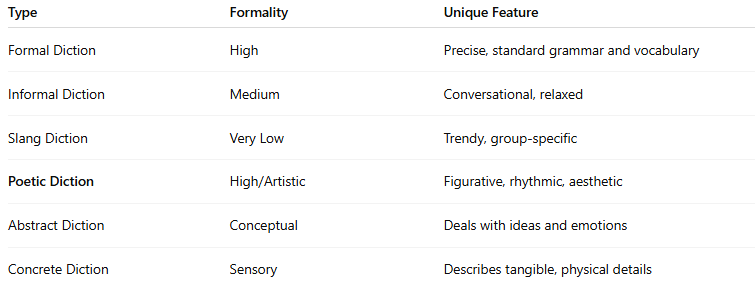 Type Formality Unique Feature
Formal Diction High Precise, standard grammar and vocabulary
Informal Diction Medium Conversational, relaxed
Slang Diction Very Low Trendy, group-specific
Poetic Diction High/Artistic Figurative, rhythmic, aesthetic
Abstract Diction Conceptual Deals with ideas and emotions
Concrete Diction Sensory Describes tangible, physical details